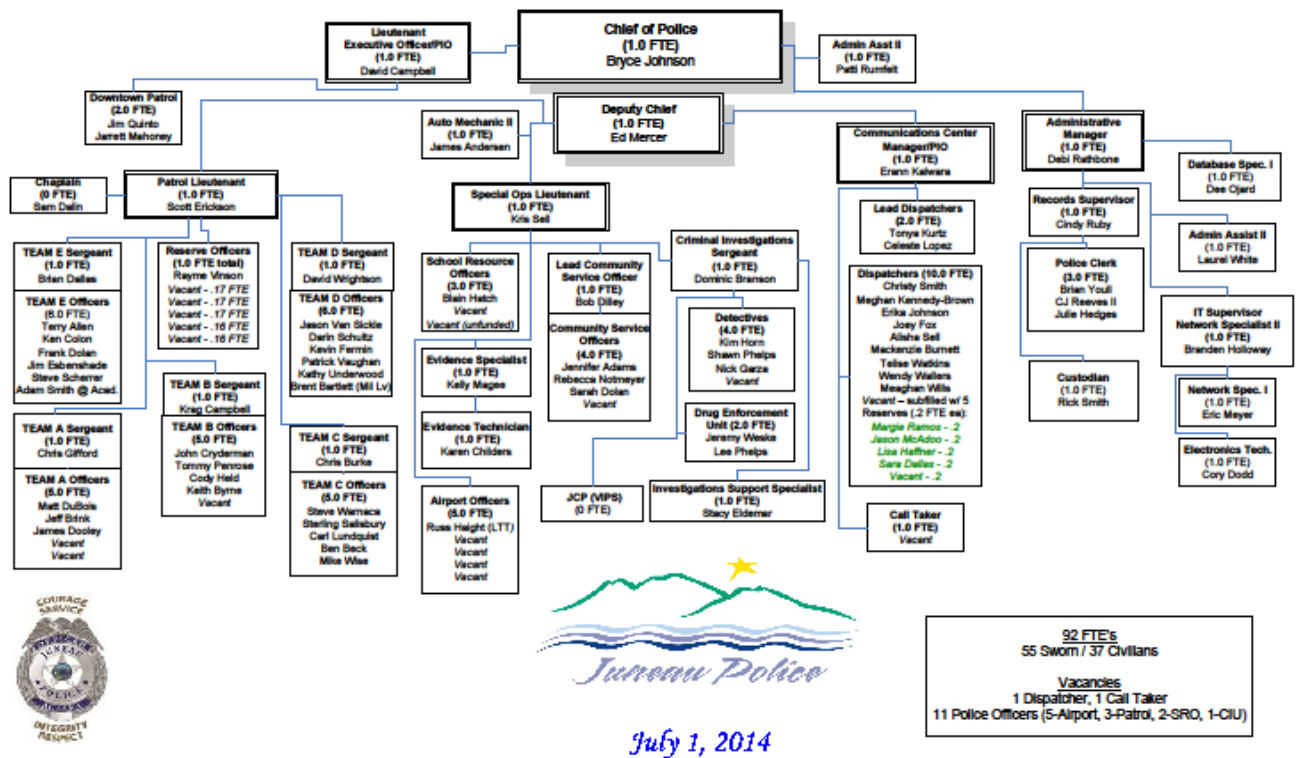 Lieutenant
Executive Officer/PIO
(1.0 FTE)
David Campbell
Chief of Police
(1.0 FTE)
Bryce Johnson
Admin Asst II
(1.0 FTE)
Patti Rumfelt
Downtown Patrol
(2.0 FTE)
Jim Quinto
Jarrett Mahoney
Auto Mechanic II
(1.0 FTE)
James Andersen
Deputy Chief
(1.0 FTE)
Ed Mercer
Communications Center
Manager/PIO
(1.0 FTE)
Erann Kalwara
Administrative
Manager
(1.0 FTE)
Debi Rathbone
Database Spec. I
(1.0 FTE)
Dee Ojard
Chaplain
(0 FTE)
Sam Dalin
Patrol Lieutenant
(1.0 FTE)
Scott Erickson
Special Ops Lieutenant
(1.0 FTE)
Kris Sell
Lead Dispatchers
(2.0 FTE)
Tonya Kurtz
Celeste Lopez
Records Supervisor
(1.0 FTE)
Cindy Ruby
Admin Assist II
(1.0 FTE)
Laurel White
TEAM E Sergeant
(1.0 FTE)
Brian Dallas
TEAM E Officers
(6.0 FTE)
Terry Allen
Ken Colon
Frank Dolan
Jim Esbenshade
Steve Scherrer
Adam Smith @ Acad.
Reserve Officers
(1.0 FTE total)
Rayme Vinson
Vacant - .17 FTE
Vacant - .17 FTE
Vacant - .17 FTE
Vacant - .16 FTE
Vacant - .16 FTE
TEAM D Sergeant
(1.0 FTE)
David Wrightson
TEAM D Officers
(6.0 FTE)
Jason Van Sickle
Darin Schultz
Kevin Fermin
Patrick Vaughan
Kathy Underwood
Brent Bartlett (Mil Lv)
School Resource
Officers
(3.0 FTE)
Blain Hatch
Vacant
Vacant (unfunded)
Lead Community
Service Officer
(1.0 FTE)
Bob Dilley
Community Service
Officers
(4.0 FTE)
Jennifer Adams
Rebecca Notmeyer
Sarah Dolan
Vacant
Criminal Investigations
Sergeant
(1.0 FTE)
Dominic Branson
Detectives
(4.0 FTE)
Kim Horn
Shawn Phelps
Nick Garza
Vacant
Dispatchers (10.0 FTE)
Christy Smith
Meghan Kennedy-Brown
Erika Johnson
Joey Fox
Alisha Sell
Mackenzie Burnett
Telise Watkins
Wendy Wallers
Meaghan Wills
Vacant – subfilled w/ 5
Reserves (.2 FTE ea):
Margie Ramos - .2
Jason McAdoo - .2
Lisa Haffner - .2
Sara Dallas - .2
Vacant - .2
Police Clerk
(3.0 FTE)
Brian Youll
CJ Reeves II
Julie Hedges
IT Supervisor
Network Specialist II
(1.0 FTE)
Branden Holloway
Evidence Specialist
(1.0 FTE)
Kelly Magee
Evidence Technician
(1.0 FTE)
Karen Childers
TEAM B Sergeant
(1.0 FTE)
Krag Campbell
TEAM B Officers
(5.0 FTE)
John Cryderman
Tommy Penrose
Cody Held
Keith Byrne
Vacant
Custodian
(1.0 FTE)
Rick Smith
Network Spec. I
(1.0 FTE)
Eric Meyer
TEAM A Sergeant
(1.0 FTE)
Chris Gifford
TEAM A Officers
(5.0 FTE)
Matt DuBois
Jeff Brink
James Dooley
Vacant
Vacant
TEAM C Sergeant
(1.0 FTE)
Chris Burke
TEAM C Officers
(5.0 FTE)
Steve Warnaca
Sterling Salisbury
Carl Lundquist
Ben Beck
Mike Wise
Drug Enforcement
Unit (2.0 FTE)
Jeremy Weske
Lee Phelps
Electronics Tech.
(1.0 FTE)
Cory Dodd
Airport Officers
(5.0 FTE)
Russ Haight (LTT)
Vacant
Vacant
Vacant
Vacant
JCP (VIPS)
(0 FTE)
Investigations Support Specialist
(1.0 FTE)
Stacy Eldemar
Call Taker
(1.0 FTE)
Vacant
COURAGE
SERVICE
JUNEAU
POLICE
INTEGRITY
RESPECT
Juneau Police
July 1, 2014
92 FTE's
55 Sworn / 37 Civilians
Vacancies
1 Dispatcher, 1 Call Taker
11 Police Officers (5-Airport, 3-Patrol, 2-SRO, 1-CIU)